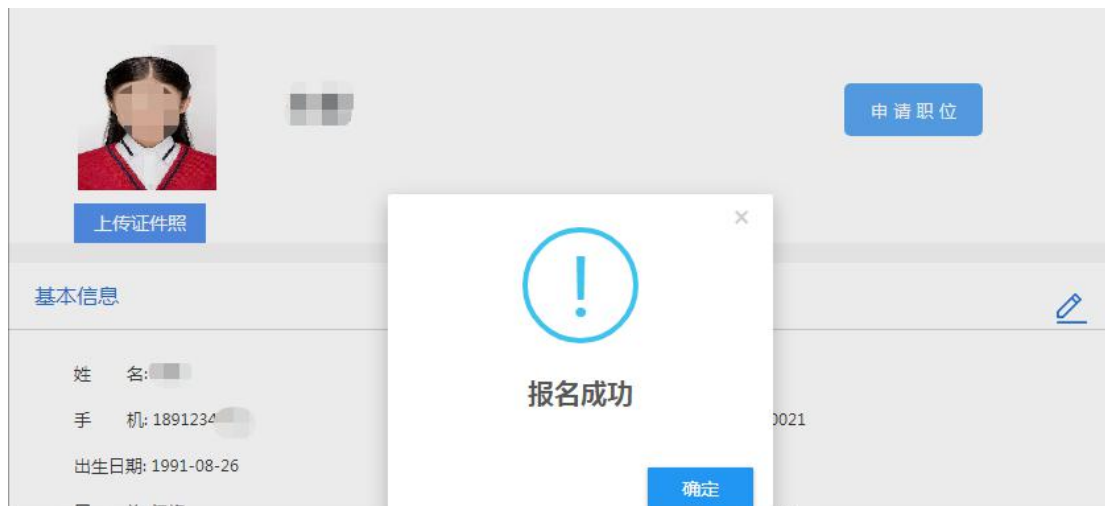 申请职位
上传证件照
基本信息
姓 名:
报名成功
手 机: 1891234
0021
出生日期: 1991-08-26
确定